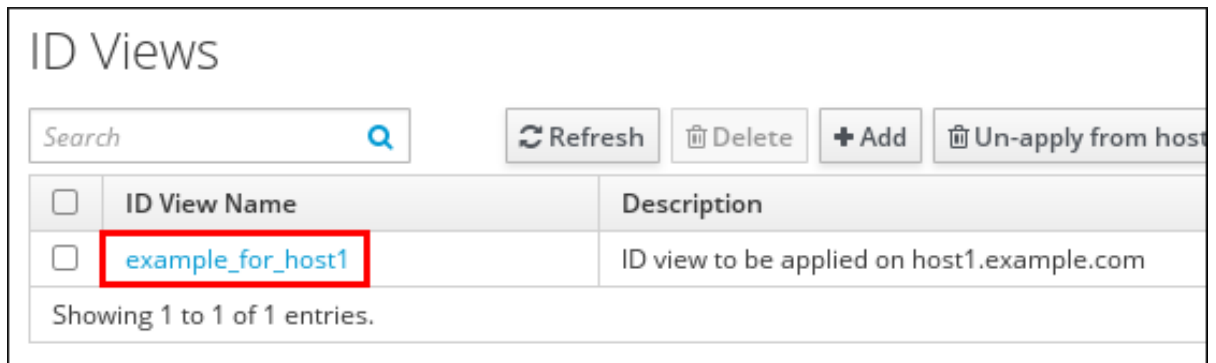 ID Views
Search Refresh Delete Add Un-apply from host
ID View Name Description
example_for_host1 ID view to be applied on host1.example.com
Showing 1 to 1 of 1 entries.